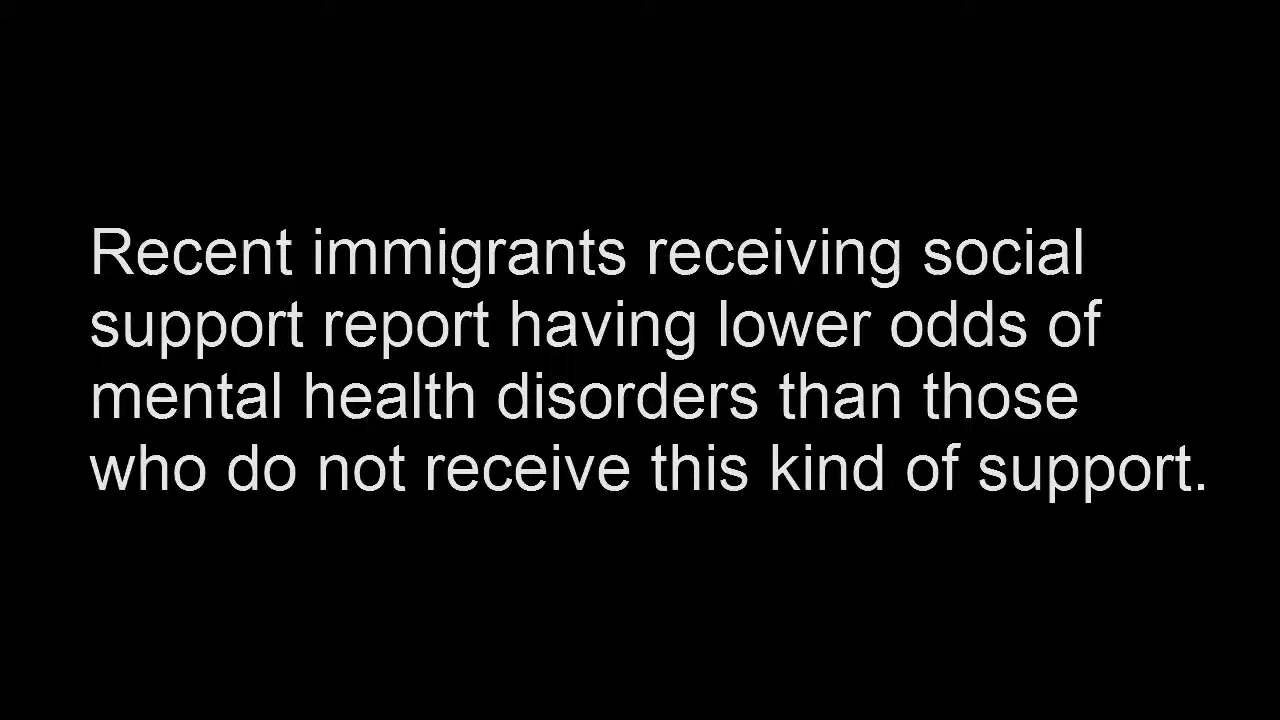 Recent immigrants receiving social
support report having lower odds of
mental health disorders than those
who do not receive this kind of support.